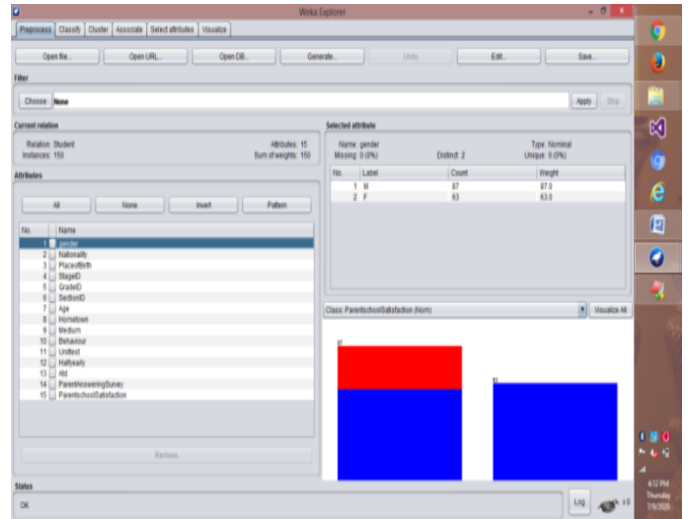 Weka Explorer
Preprocess Classify Cluster Associate Select attributes Visualize
Open file... Open URL... Open DB... Generate... Undo Edit... Save...
Filter
Choose None Apply Stop
Current relation
Relation: Student Attributes: 15
Instances: 150 Sum of weights: 150
Attributes
All None Invert Pattern
No. Name
1 gender
2 Nationality
3 PlaceofBirth
4 StageID
5 GradeID
6 SectionID
7 Age
8 Hometown
9 Medium
10 Behaviour
11 Unittest
12 Halfyearly
13 Atd
14 ParentAnsweringSurvey
15 ParentschoolSatisfaction
Remove
Selected attribute
Name: gender Type: Nominal
Missing: 0 (0%) Distinct: 2 Unique: 0 (0%)
No. Label Count Weight
1 M 87 87.0
2 F 63 63.0
Class: ParentschoolSatisfaction (Nom) Visualize All
87
63
Status
OK Log x 0
4:12 PM
Thursday
7/9/2020